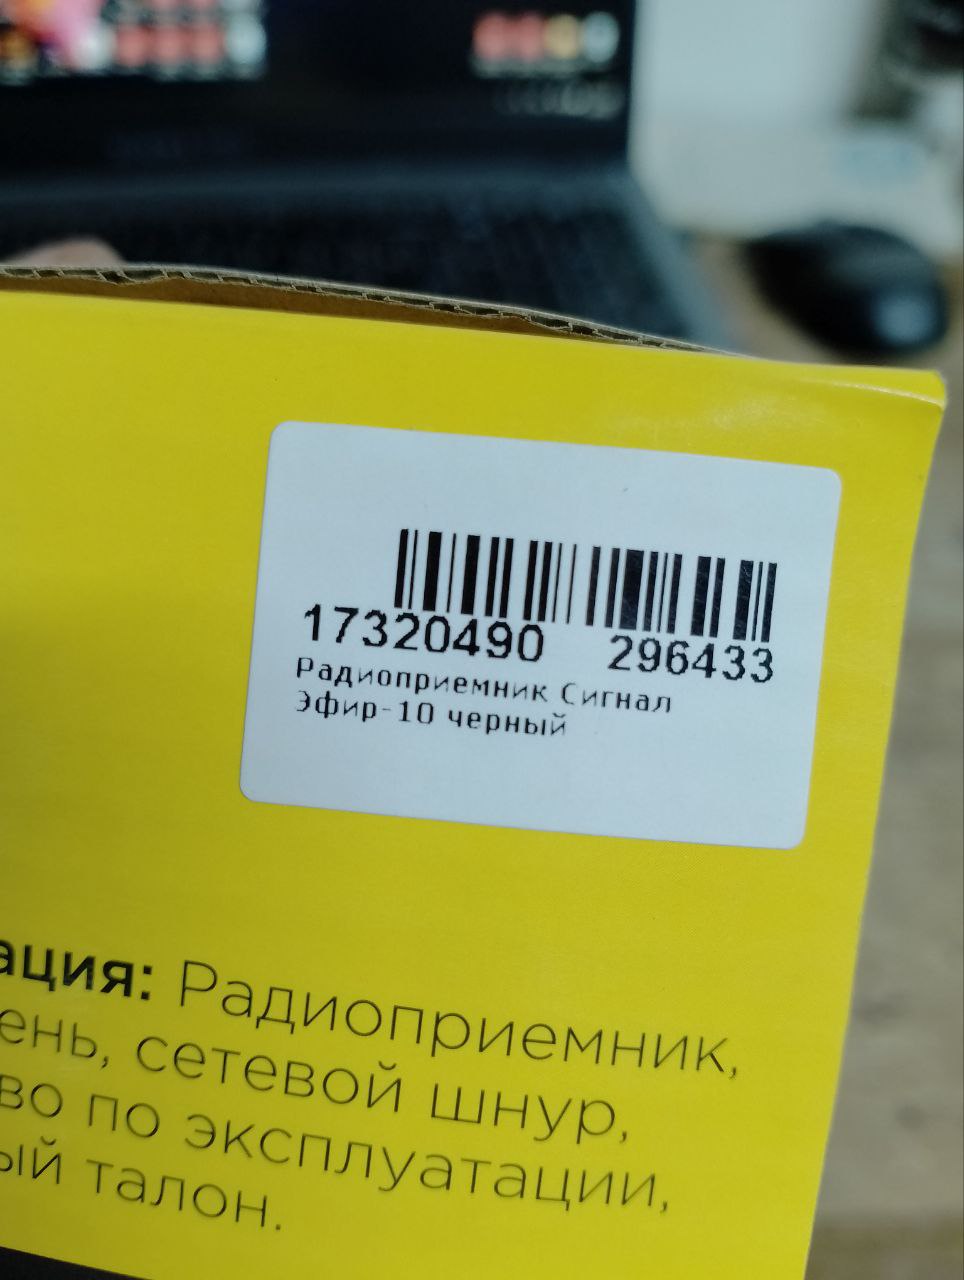 17320490 296433
Радиоприемник Сигнал
Эфир-10 черный
ация: Радиоприемник,
ень, сетевой шнур,
во по эксплуатации,
ый талон.